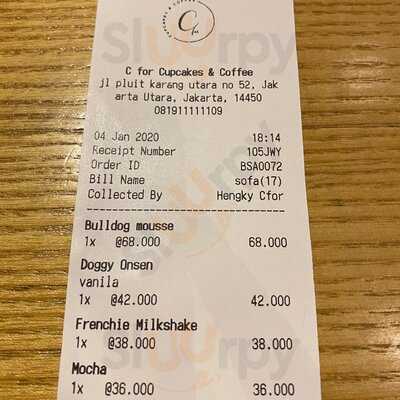 C for Cupcakes & Coffee
jl pluit karang utara no 52, Jak
arta Utara, Jakarta, 14450
081911111109
04 Jan 2020 18:14
Receipt Number 105JWY
Order ID BSA0072
Bill Name sofa(17)
Collected By Hengky Cfor
Bulldog mousse
1x @68.000 68.000
Doggy Onsen
vanila
1x @42.000 42.000
Frenchie Milkshake
1x @38.000 38.000
Mocha
1x @36.000 36.000